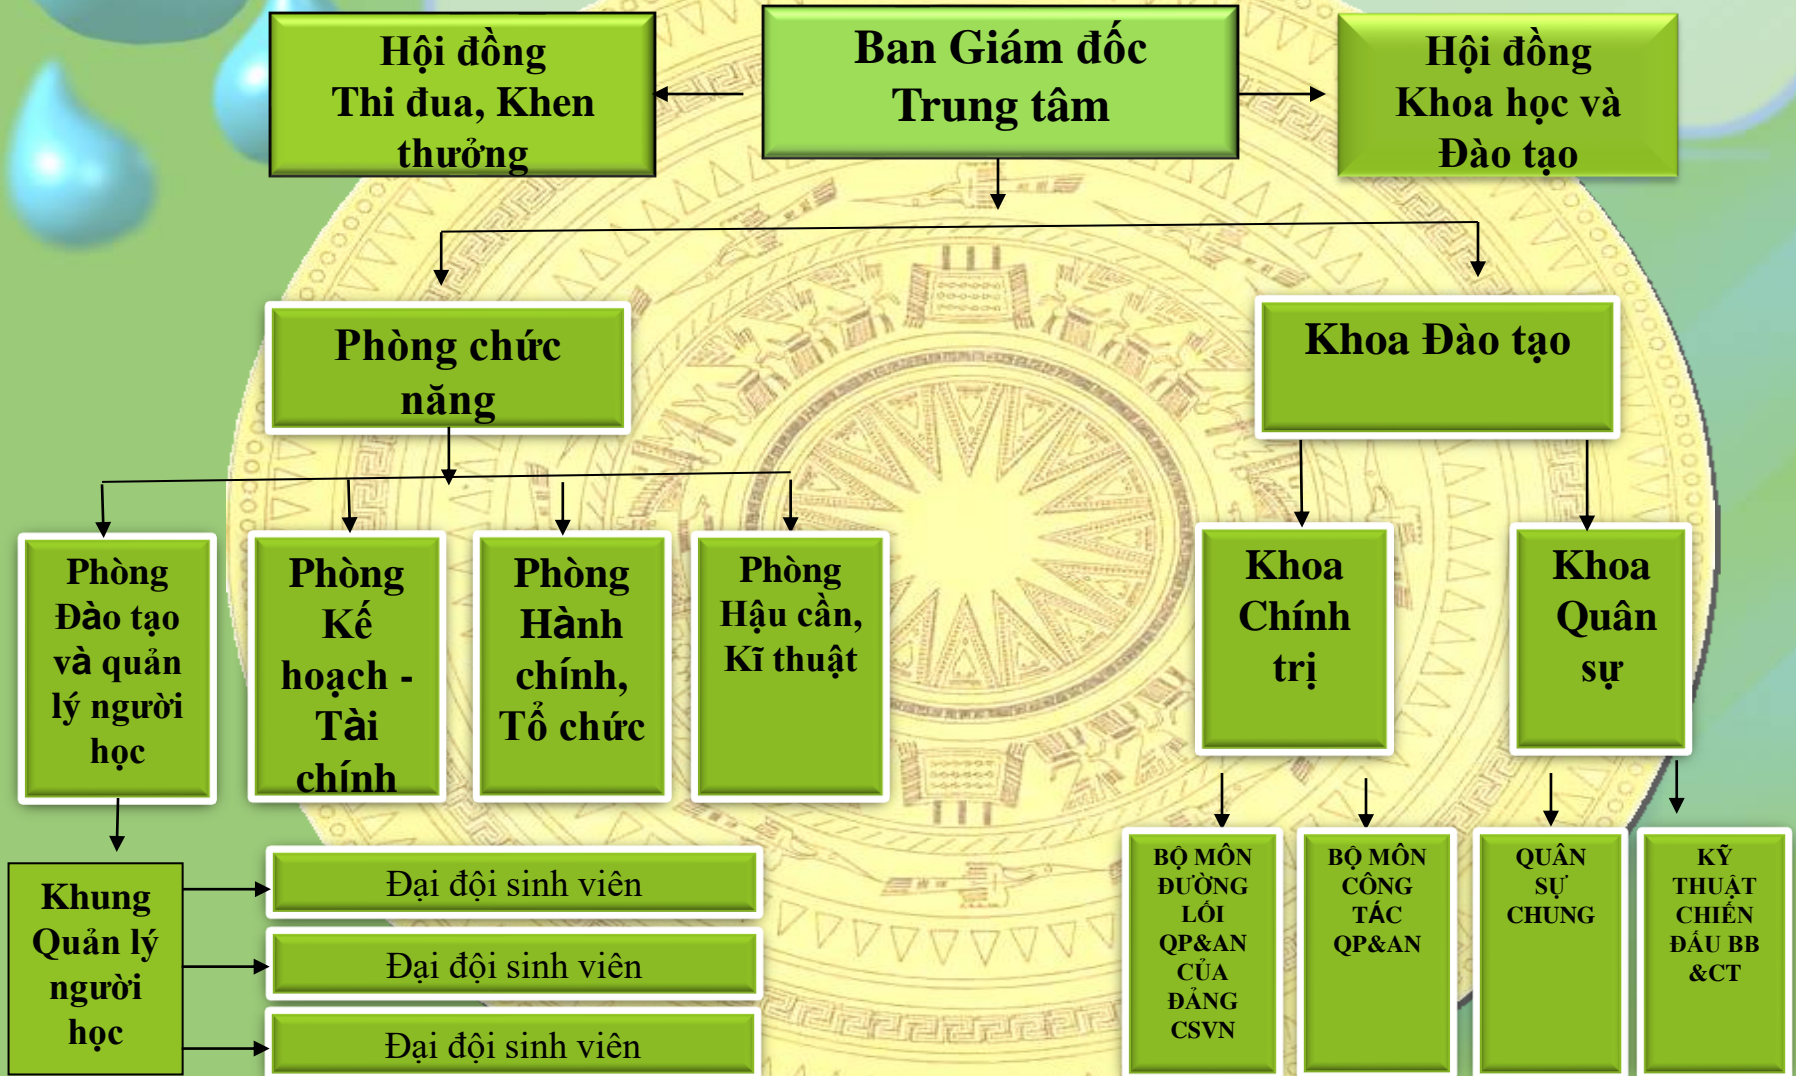 Hội đồng
Thi đua, Khen
thưởng
Ban Giám đốc
Trung tâm
Hội đồng
Khoa học và
Đào tạo
Phòng chức
năng
Khoa Đào tạo
Phòng
Đào tạo
và quản
lý người
học
Phòng
Kế
hoạch -
Tài
chính
Phòng
Hành
chính,
Tổ chức
Phòng
Hậu cần,
Kĩ thuật
Khoa
Chính
trị
Khoa
Quân
sự
Khung
Quản lý
người
học
Đại đội sinh viên
Đại đội sinh viên
Đại đội sinh viên
BỘ MÔN
ĐƯỜNG
LỐI
QP&AN
CỦA
ĐẢNG
CSVN
BỘ MÔN
CÔNG
TÁC
QP&AN
QUÂN
SỰ
CHUNG
KỸ
THUẬT
CHIẾN
ĐẤU BB
&CT